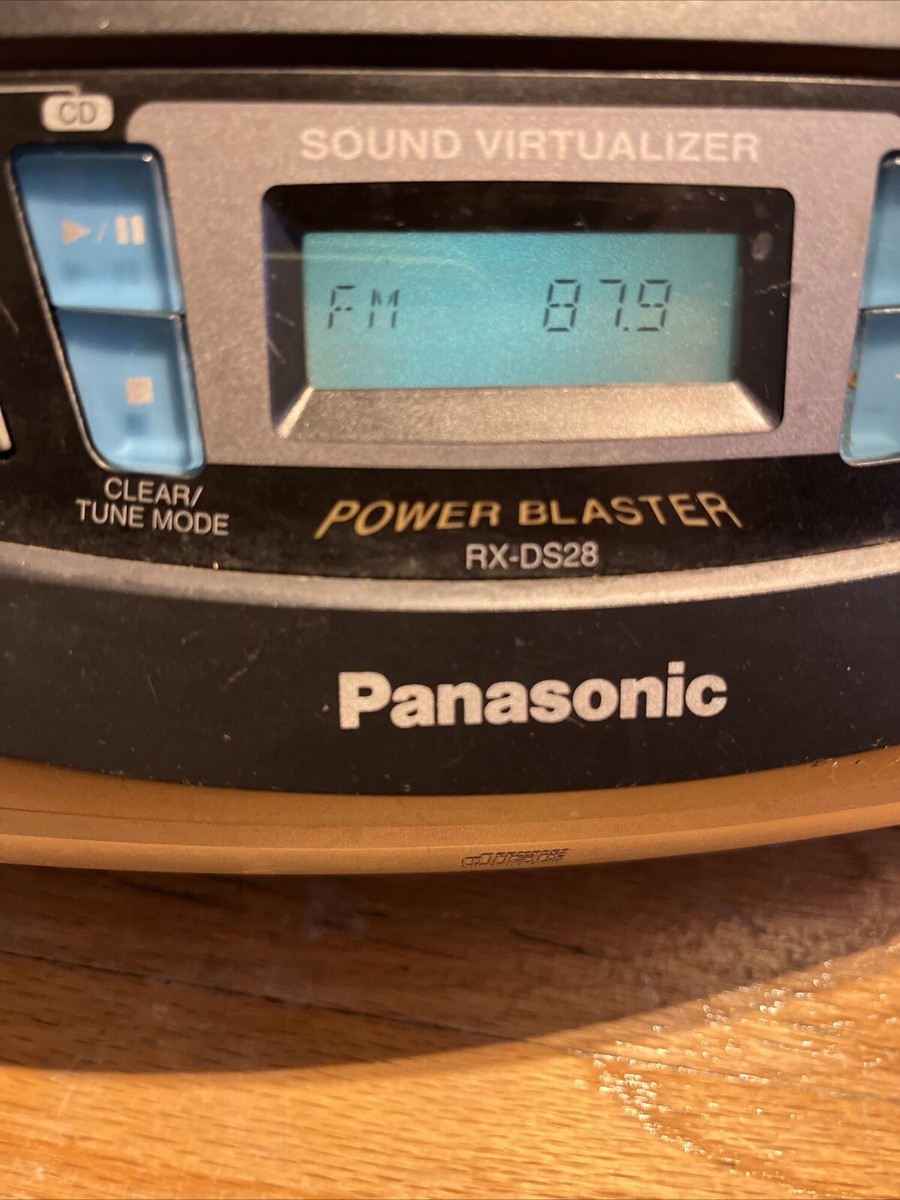 CD
SOUND VIRTUALIZER
FM 87.9
CLEAR/
TUNE MODE
POWER BLASTER
RX-DS28
Panasonic